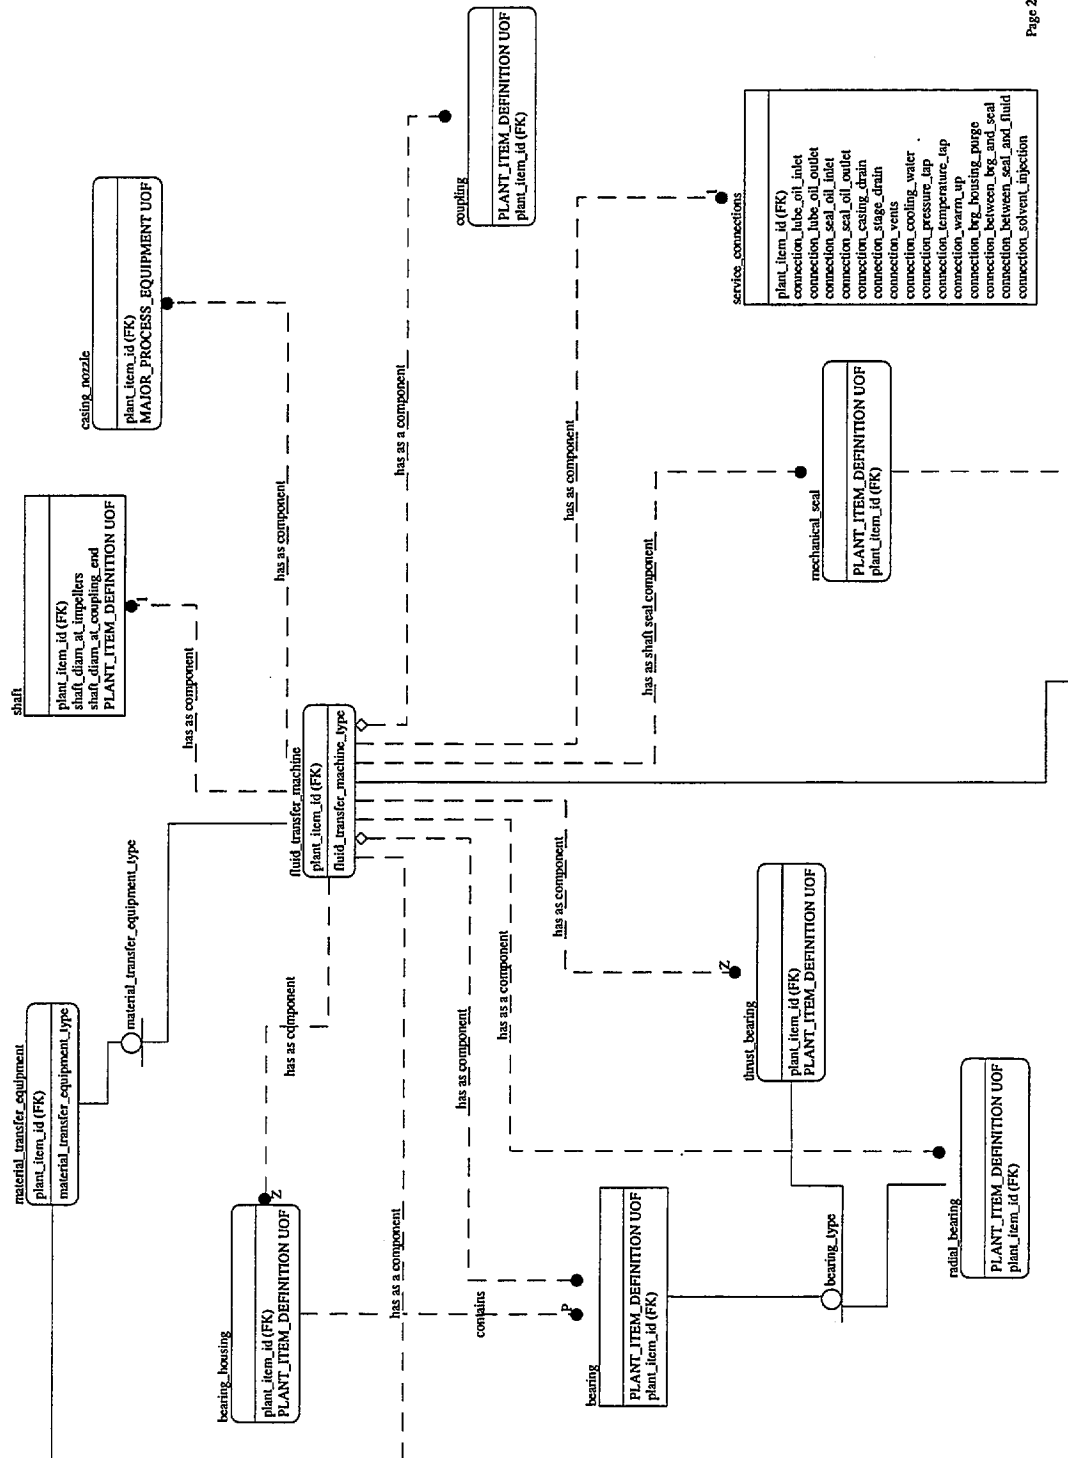 material_transfer_equipment
plant_item_id (FK)
material_transfer_equipment_type
material_transfer_equipment_type
shaft
plant_item_id (FK)
shaft_diam_at_impellers
shaft_diam_at_coupling_end
PLANT_ITEM_DEFINITION UOF
1
has as component
casing_nozzle
plant_item_id (FK)
MAJOR_PROCESS_EQUIPMENT UOF
has as component
fluid_transfer_machine
plant_item_id (FK)
fluid_transfer_machine_type
coupling
PLANT_ITEM_DEFINITION UOF
plant_item_id (FK)
has as a component
bearing_housing
plant_item_id (FK)
PLANT_ITEM_DEFINITION UOF
Z
has as component
has as a component
contains
P
has as component
has as a component
has as component
Z
has as shaft seal component
has as component
1
bearing
PLANT_ITEM_DEFINITION UOF
plant_item_id (FK)
thrust_bearing
plant_item_id (FK)
PLANT_ITEM_DEFINITION UOF
mechanical_seal
PLANT_ITEM_DEFINITION UOF
plant_item_id (FK)
service_connections
plant_item_id (FK)
connection_lube_oil_inlet
connection_lube_oil_outlet
connection_seal_oil_inlet
connection_seal_oil_outlet
connection_casing_drain
connection_stage_drain
connection_vents
connection_cooling_water
connection_pressure_tap
connection_temperature_tap
connection_warm_up
connection_brg_housing_purge
connection_between_brg_and_seal
connection_between_seal_and_fluid
connection_solvent_injection
bearing_type
radial_bearing
PLANT_ITEM_DEFINITION UOF
plant_item_id (FK)
Page 2